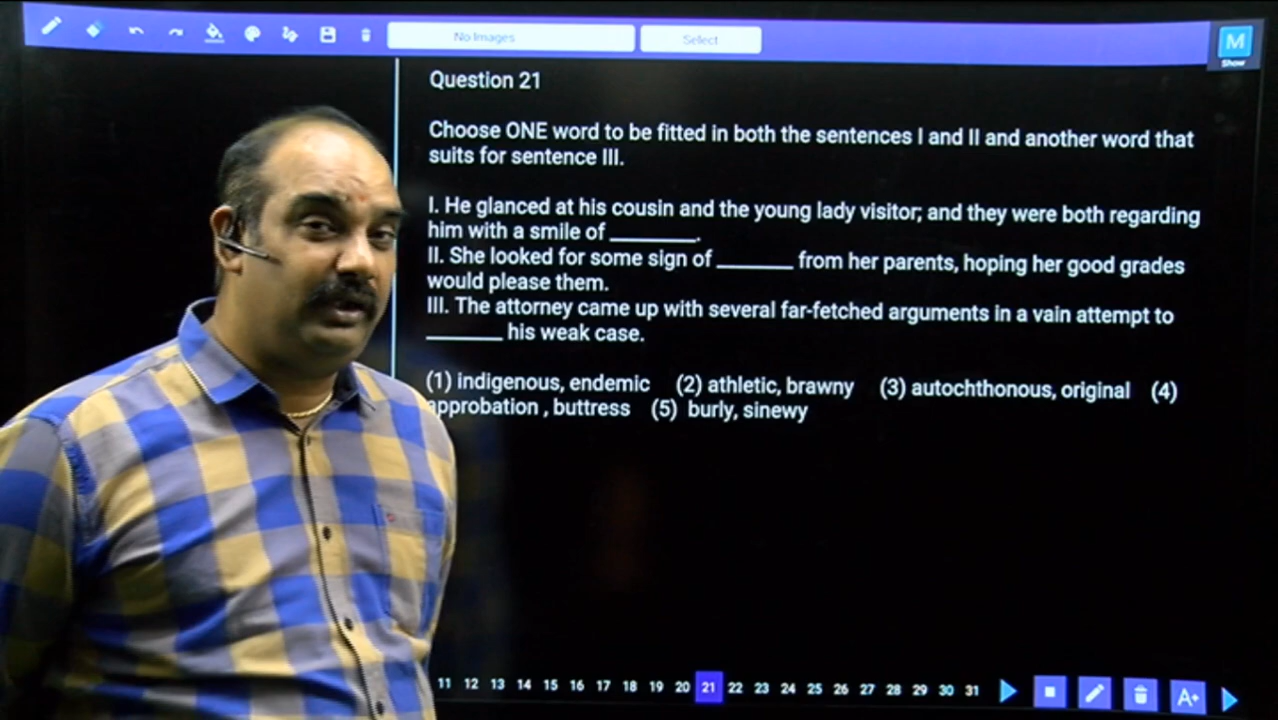 No Images
Select
M
Show
Question 21
Choose ONE word to be fitted in both the sentences I and II and another word that
suits for sentence III.
I. He glanced at his cousin and the young lady visitor; and they were both regarding
him with a smile of ________.
II. She looked for some sign of _______ from her parents, hoping her good grades
would please them.
III. The attorney came up with several far-fetched arguments in a vain attempt to
_______ his weak case.
(1) indigenous, endemic (2) athletic, brawny (3) autochthonous, original (4)
approbation , buttress (5) burly, sinewy
11 12 13 14 15 16 17 18 19 20 21 22 23 24 25 26 27 28 29 30 31
A+